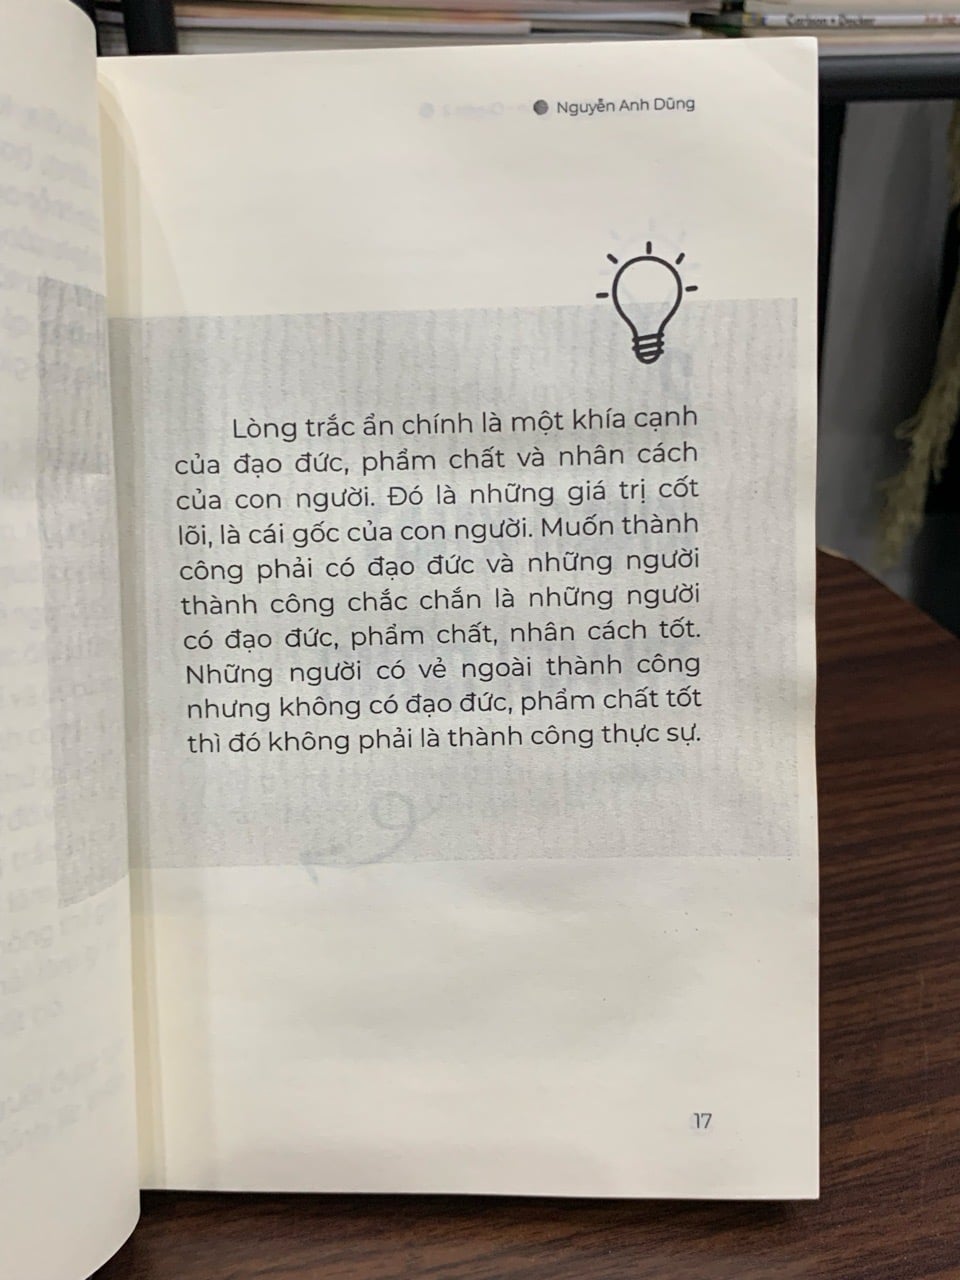 Carlson • Decker
Nguyễn Anh Dũng
Lòng trắc ẩn chính là một khía cạnh
của đạo đức, phẩm chất và nhân cách
của con người. Đó là những giá trị cốt
lõi, là cái gốc của con người. Muốn thành
công phải có đạo đức và những người
thành công chắc chắn là những người
có đạo đức, phẩm chất, nhân cách tốt.
Những người có vẻ ngoài thành công
nhưng không có đạo đức, phẩm chất tốt
thì đó không phải là thành công thực sự.
17